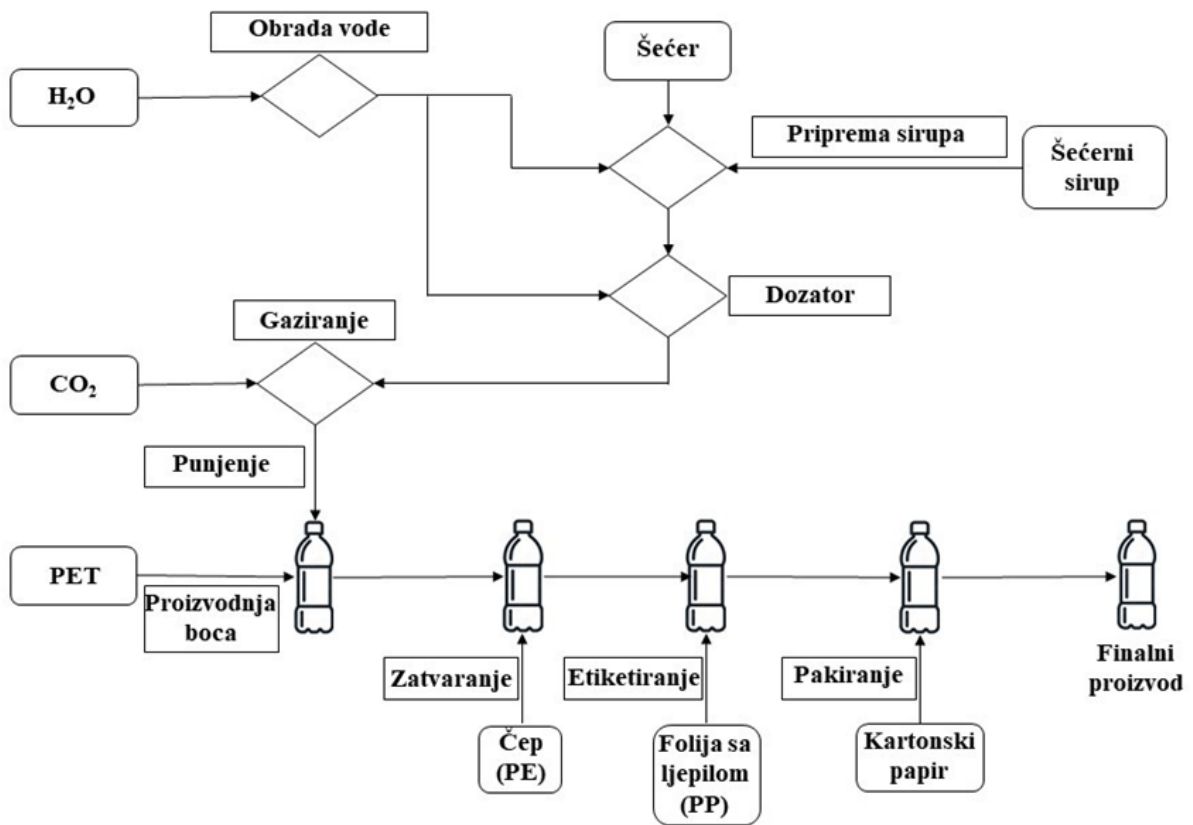 Obrada vode
Šećer
H₂O
Priprema sirupa
Šećerni
sirup
Dozator
Gaziranje
CO₂
Punjenje
PET
Proizvodnja
boca
Zatvaranje
Etiketiranje
Pakiranje
Finalni
proizvod
Čep
(PE)
Folija sa
ljepilom
(PP)
Kartonski
papir